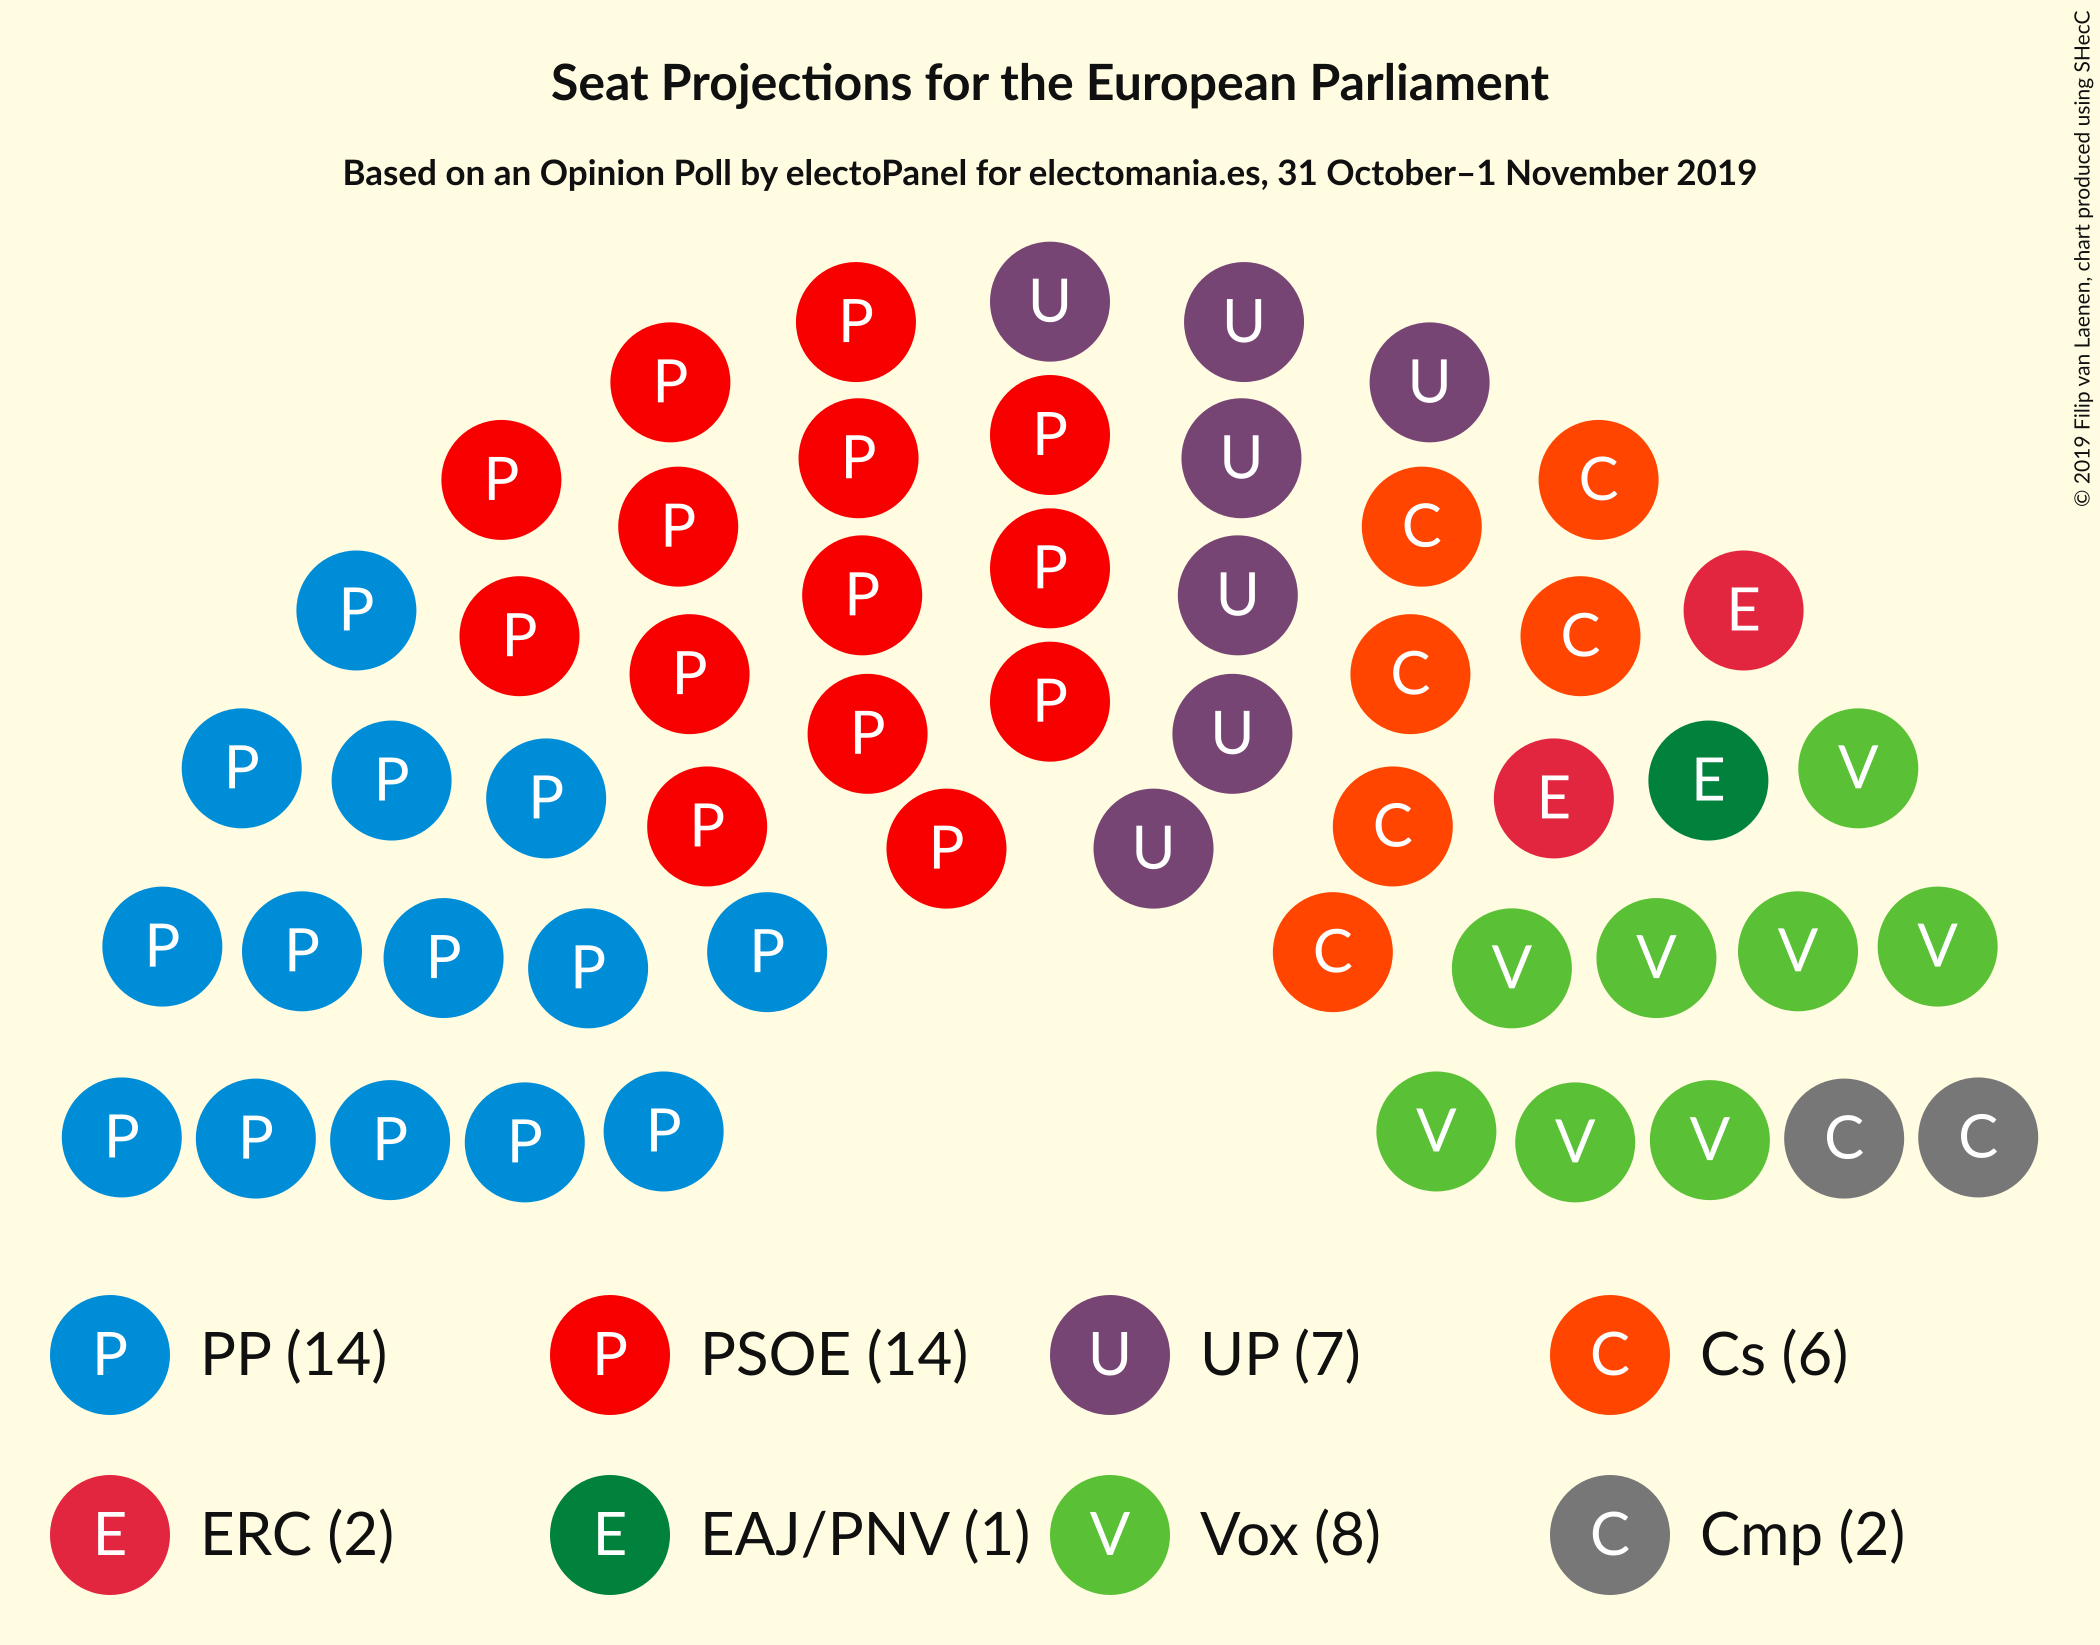 Seat Projections for the European Parliament
Based on an Opinion Poll by electoPanel for electomania.es, 31 October–1 November 2019
© 2019 Filip van Laenen, chart produced using SHecC
U
P U
P U
P P C
P U
P C
P P E
P U
P C
P C
P P U
P P E V
P P C E
P U
P P P P P C V V V V
P P P P P V V V C C
P PP (14) P PSOE (14) U UP (7) C Cs (6)
E ERC (2) E EAJ/PNV (1) V Vox (8) C Cmp (2)